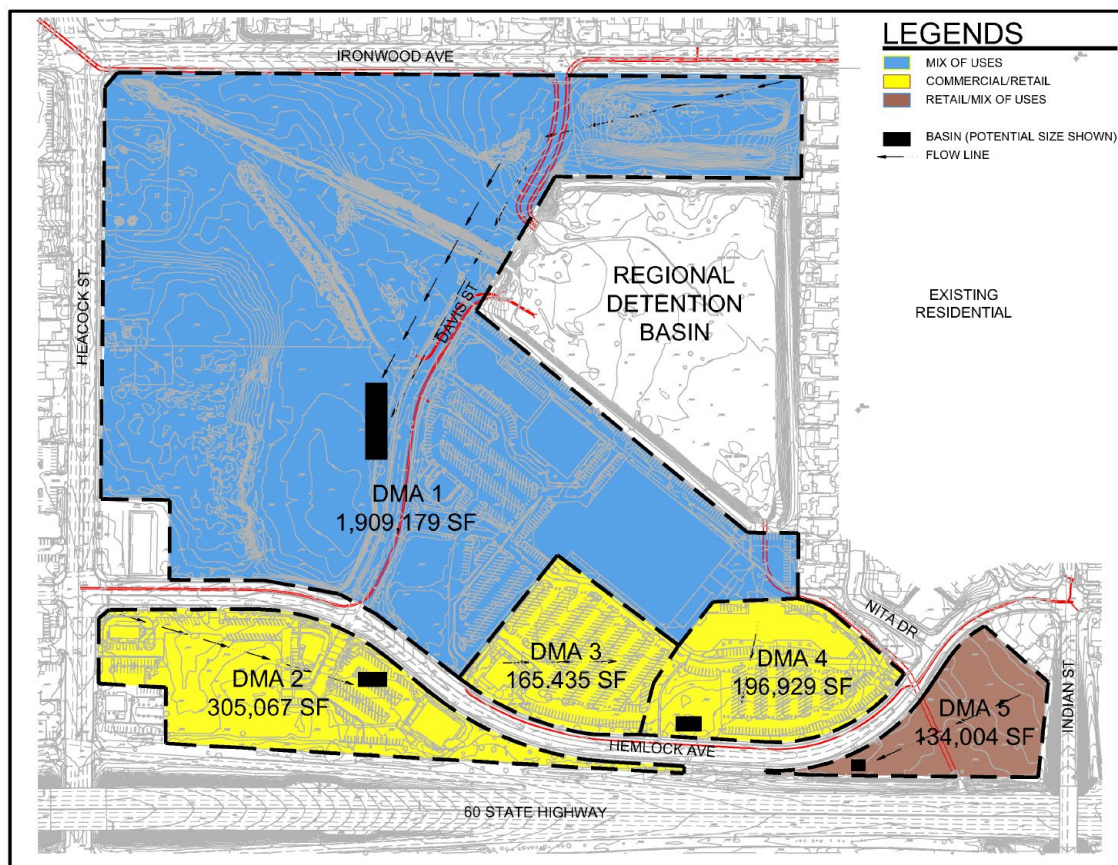 LEGENDS
MIX OF USES
COMMERCIAL/RETAIL
RETAIL/MIX OF USES
BASIN (POTENTIAL SIZE SHOWN)
FLOW LINE
IRONWOOD AVE
HEACOCK ST
DAVIS ST
REGIONAL
DETENTION
BASIN
EXISTING
RESIDENTIAL
DMA 1
1,909,179 SF
DMA 2
305,067 SF
DMA 3
165.435 SF
DMA 4
196,929 SF
NITA DR
DMA 5
134,004 SF
INDIAN ST
HEMLOCK AVE
60 STATE HIGHWAY